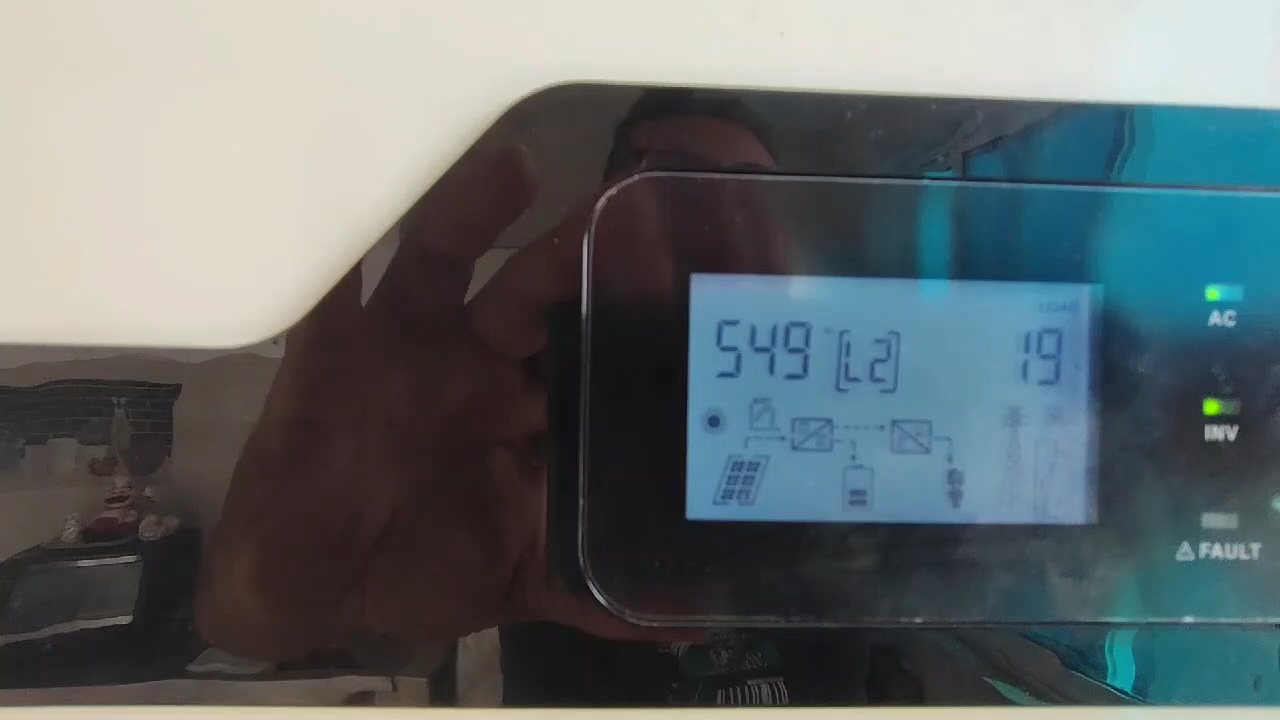 549 [L2] 19
AC
INV
⚠ FAULT